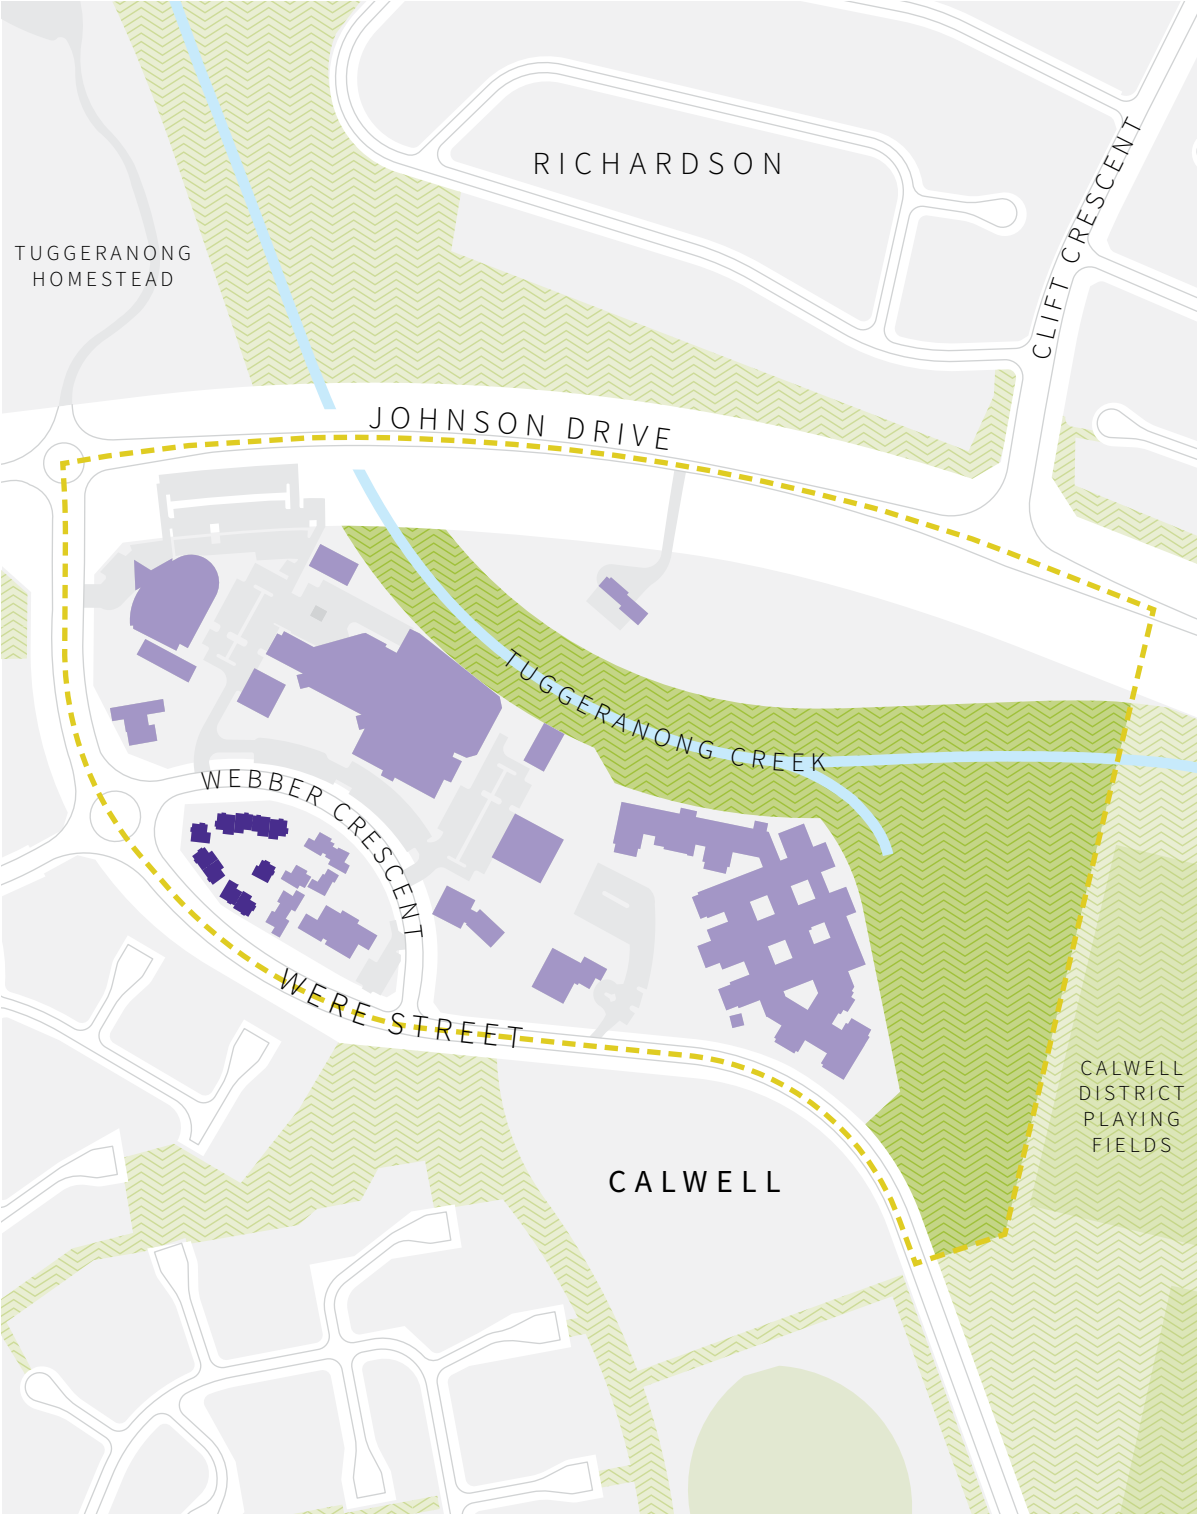 RICHARDSON
CLIFT CRESCENT
TUGGERANONG
HOMESTEAD
JOHNSON DRIVE
TUGGERANONG CREEK
WEBBER CRESCENT
WERE STREET
CALWELL
DISTRICT
PLAYING
FIELDS
CALWELL